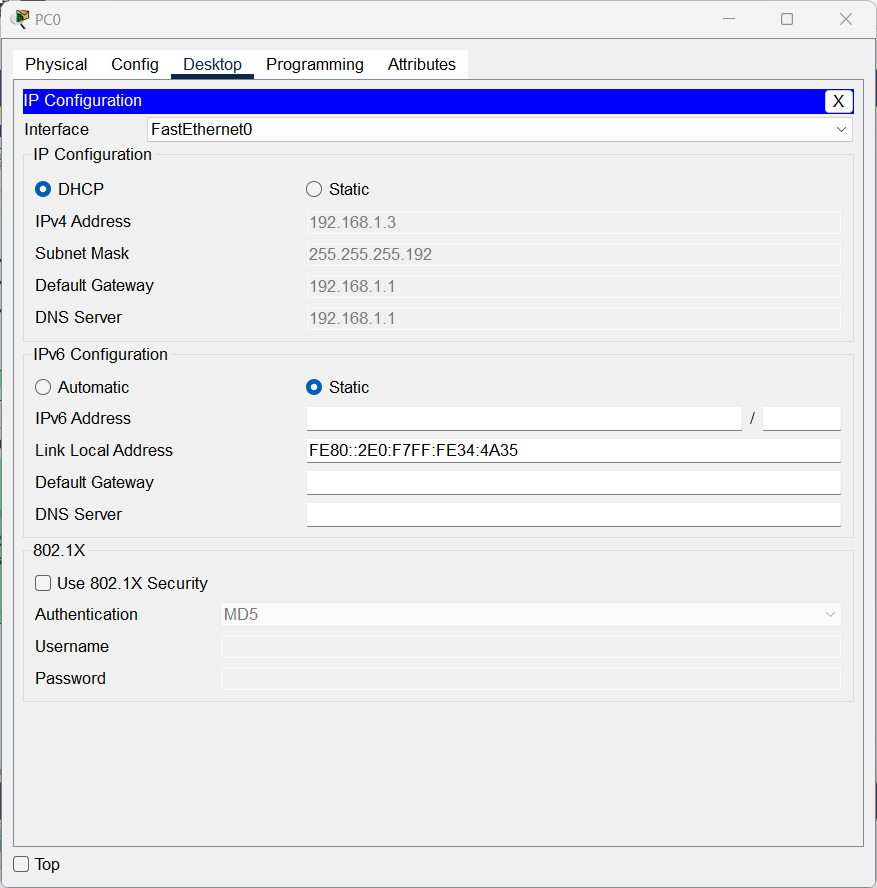 PC0
Physical Config Desktop Programming Attributes
IP Configuration X
Interface FastEthernet0
IP Configuration
DHCP Static
IPv4 Address 192.168.1.3
Subnet Mask 255.255.255.192
Default Gateway 192.168.1.1
DNS Server 192.168.1.1
IPv6 Configuration
Automatic Static
IPv6 Address /
Link Local Address FE80::2E0:F7FF:FE34:4A35
Default Gateway
DNS Server
802.1X
Use 802.1X Security
Authentication MD5
Username
Password
Top